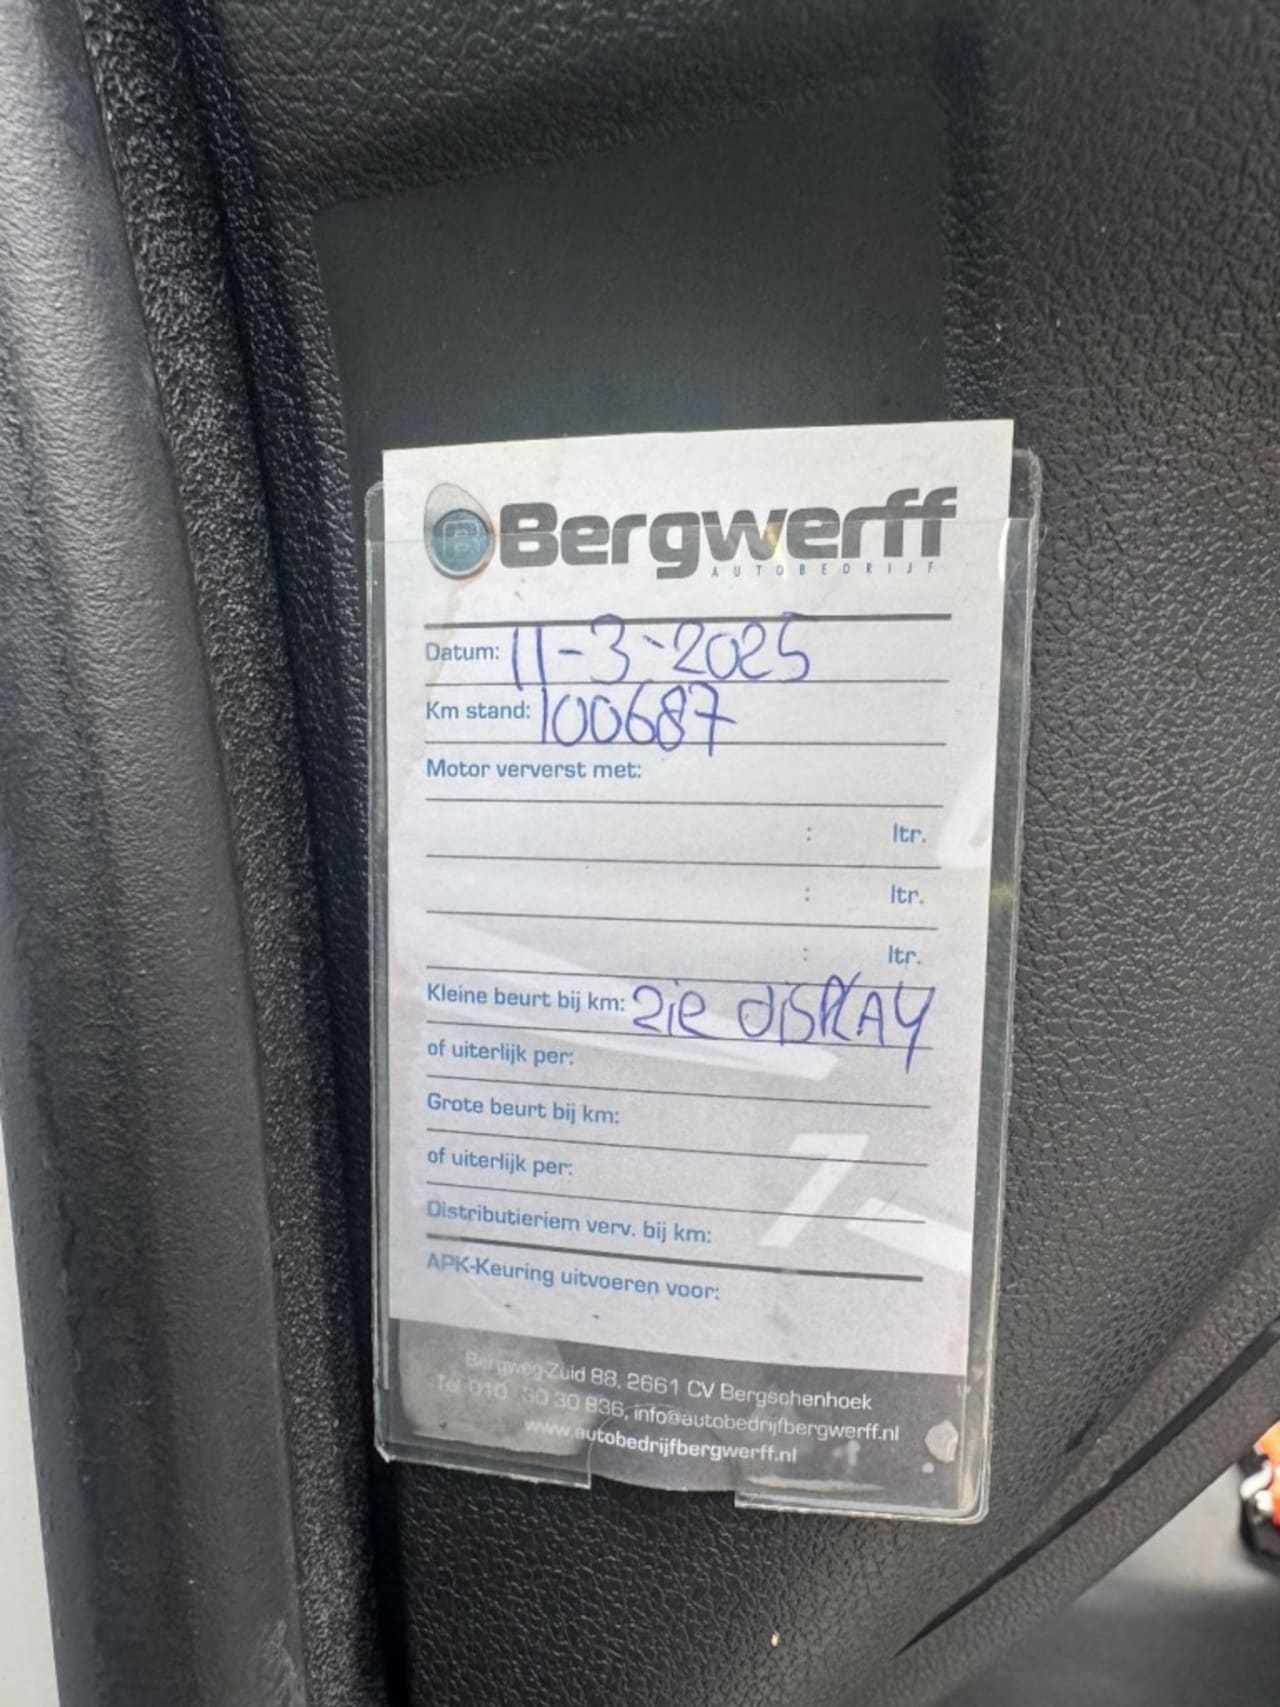 Bergwerff
AUTOBEDRIJF
Datum: 11-3-2025
Km stand: 100687
Motor ververst met:
: ltr.
: ltr.
: ltr.
Kleine beurt bij km: zie DISPLAY
of uiterlijk per:
Grote beurt bij km:
of uiterlijk per:
Distributieriem verv. bij km:
APK-Keuring uitvoeren voor:
Bergweg-Zuid 88, 2661 CV Bergschenhoek
Tel 010 30 30 836, info@autobedrijfbergwerff.nl
www.autobedrijfbergwerff.nl